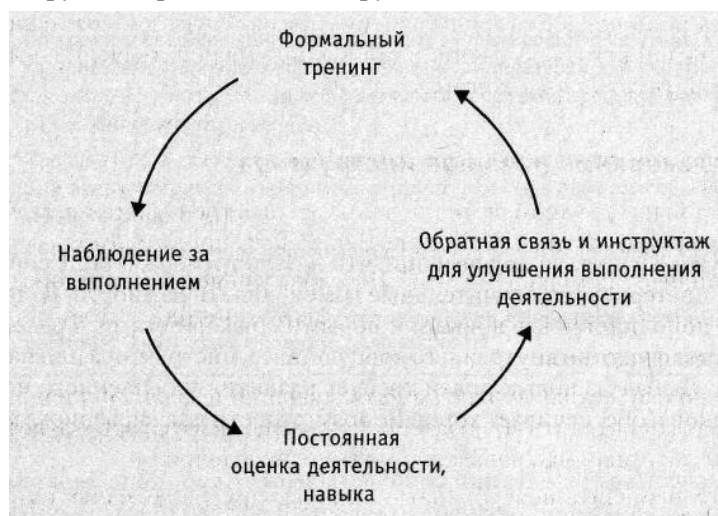 Формальный
тренинг
Наблюдение за
выполнением
Обратная связь и инструктаж
для улучшения выполнения
деятельности
Постоянная
оценка деятельности,
навыка